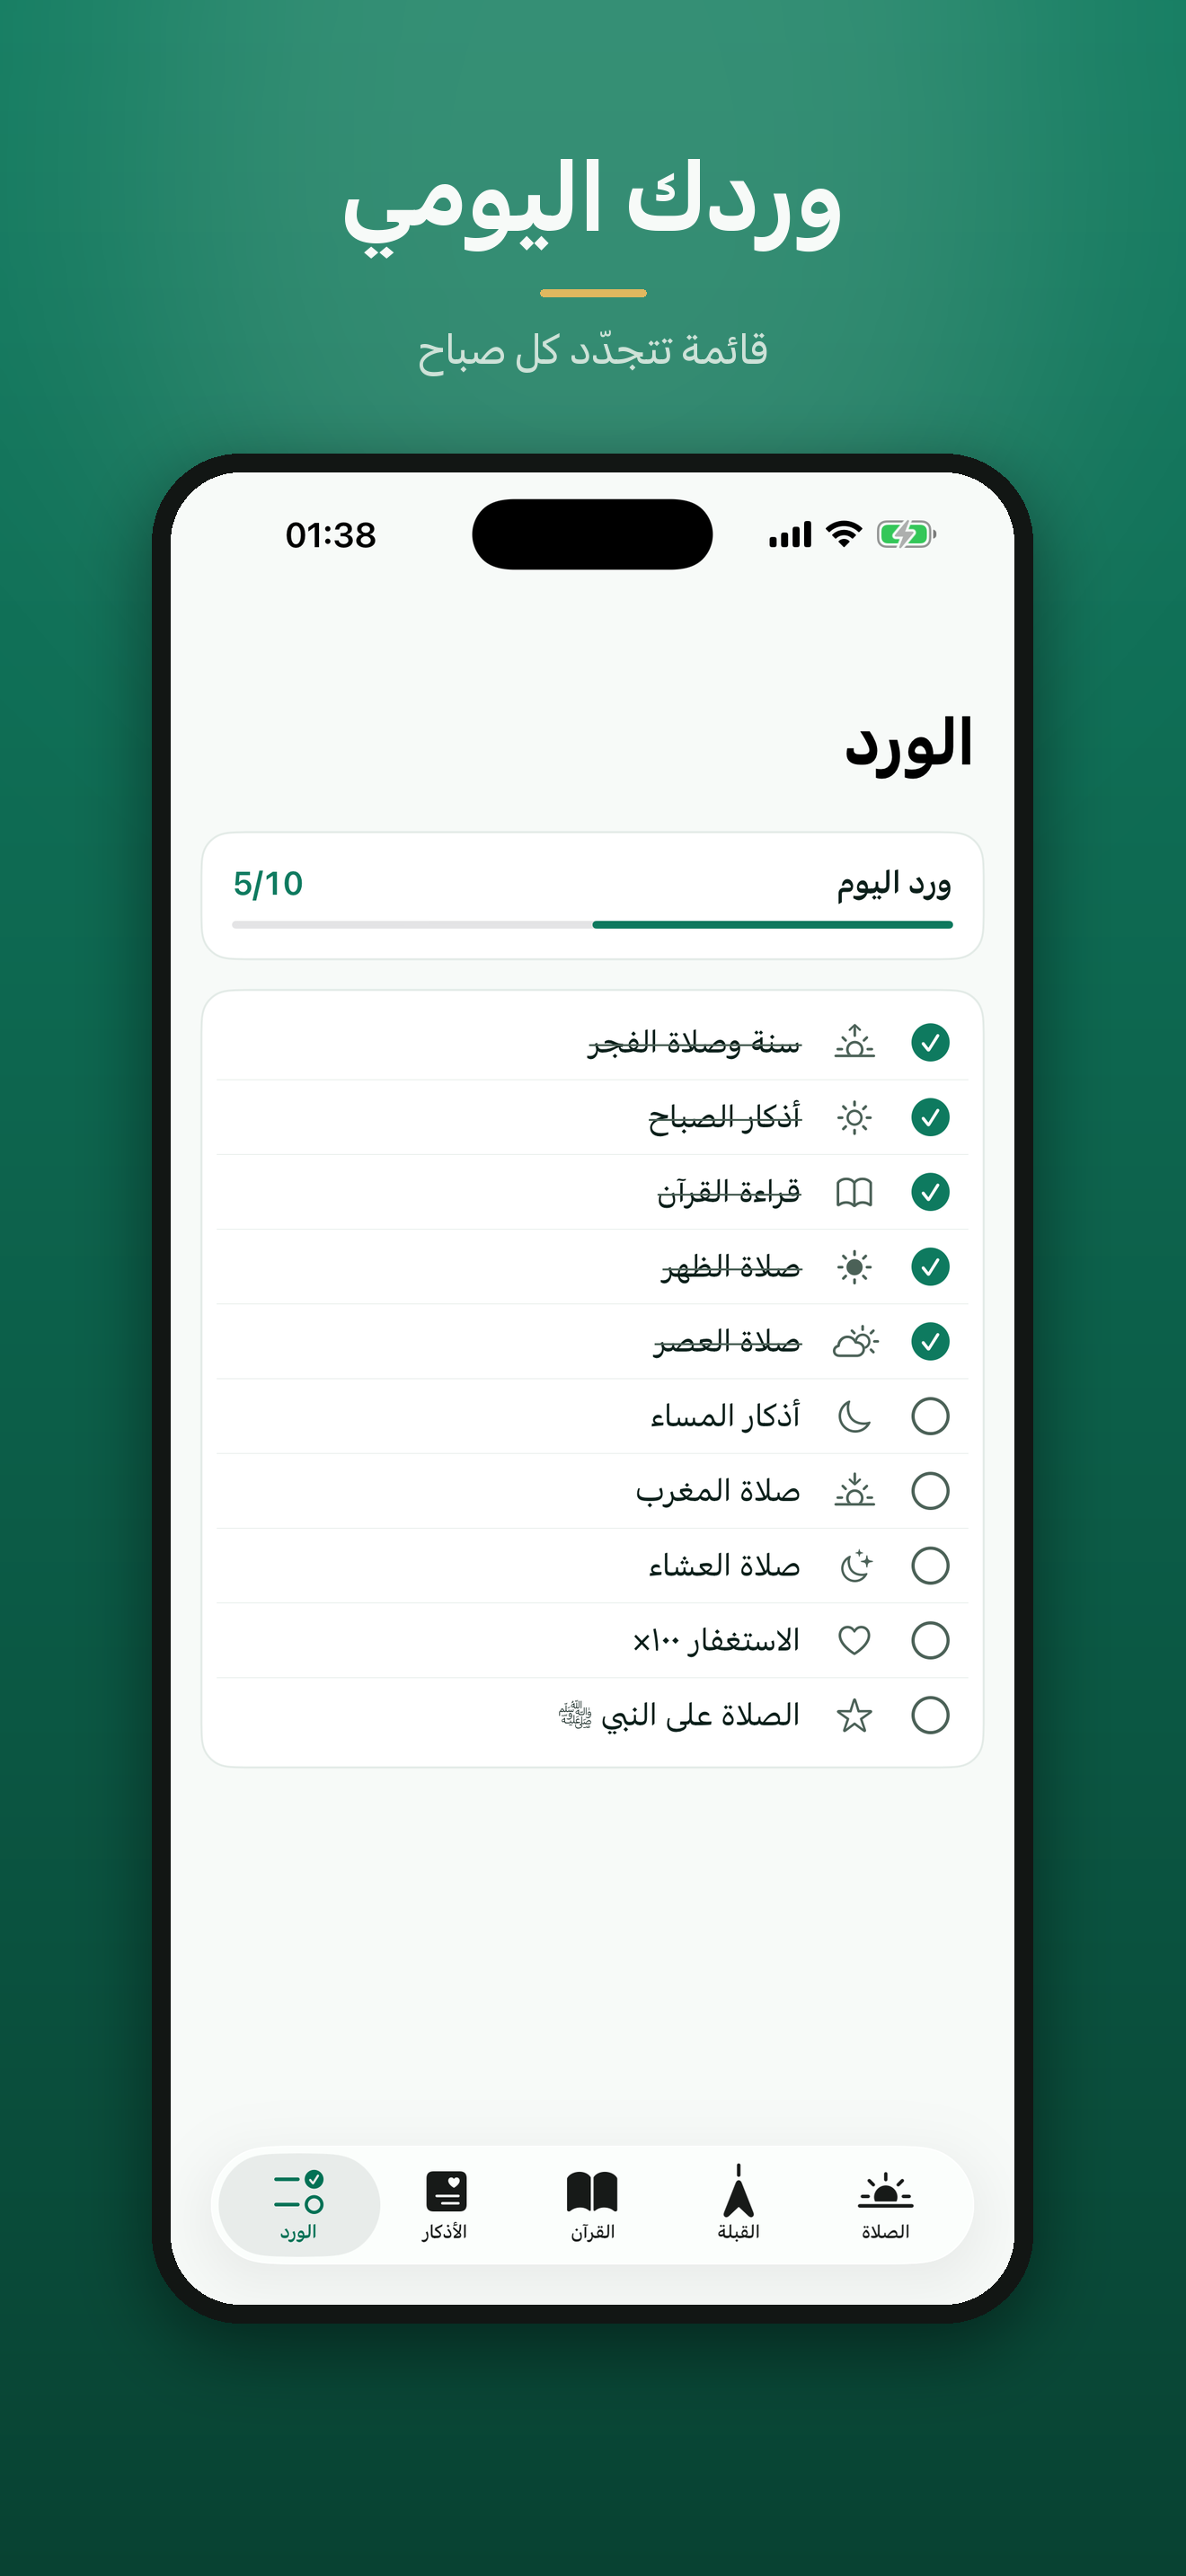 وردك اليومي
قائمة تتجدّد كل صباح
01:38
الورد
ورد اليوم 5/10
سنة وصلاة الفجر
أذكار الصباح
قراءة القرآن
صلاة الظهر
صلاة العصر
أذكار المساء
صلاة المغرب
صلاة العشاء
الاستغفار ١٠٠×
الصلاة على النبي ﷺ
الصلاة القبلة القرآن الأذكار الورد